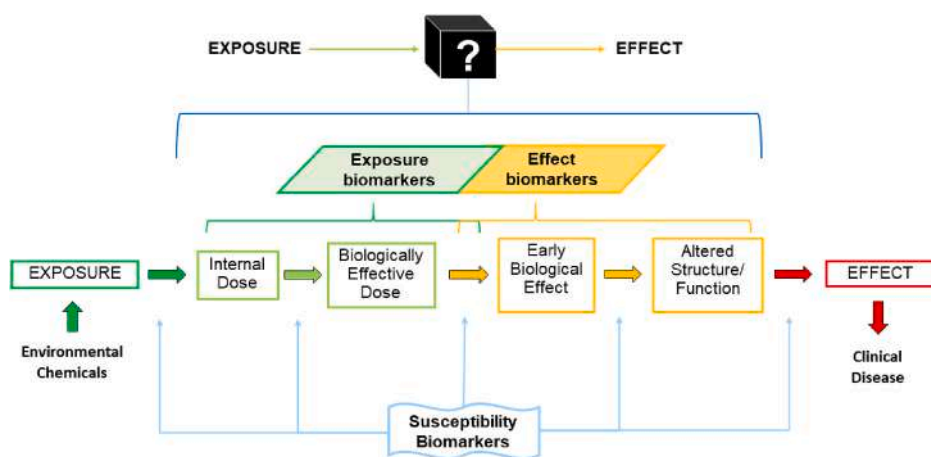 EXPOSURE
?
EFFECT
Exposure
biomarkers
Effect
biomarkers
EXPOSURE
Internal
Dose
Biologically
Effective
Dose
Early
Biological
Effect
Altered
Structure/
Function
EFFECT
Environmental
Chemicals
Clinical
Disease
Susceptibility
Biomarkers